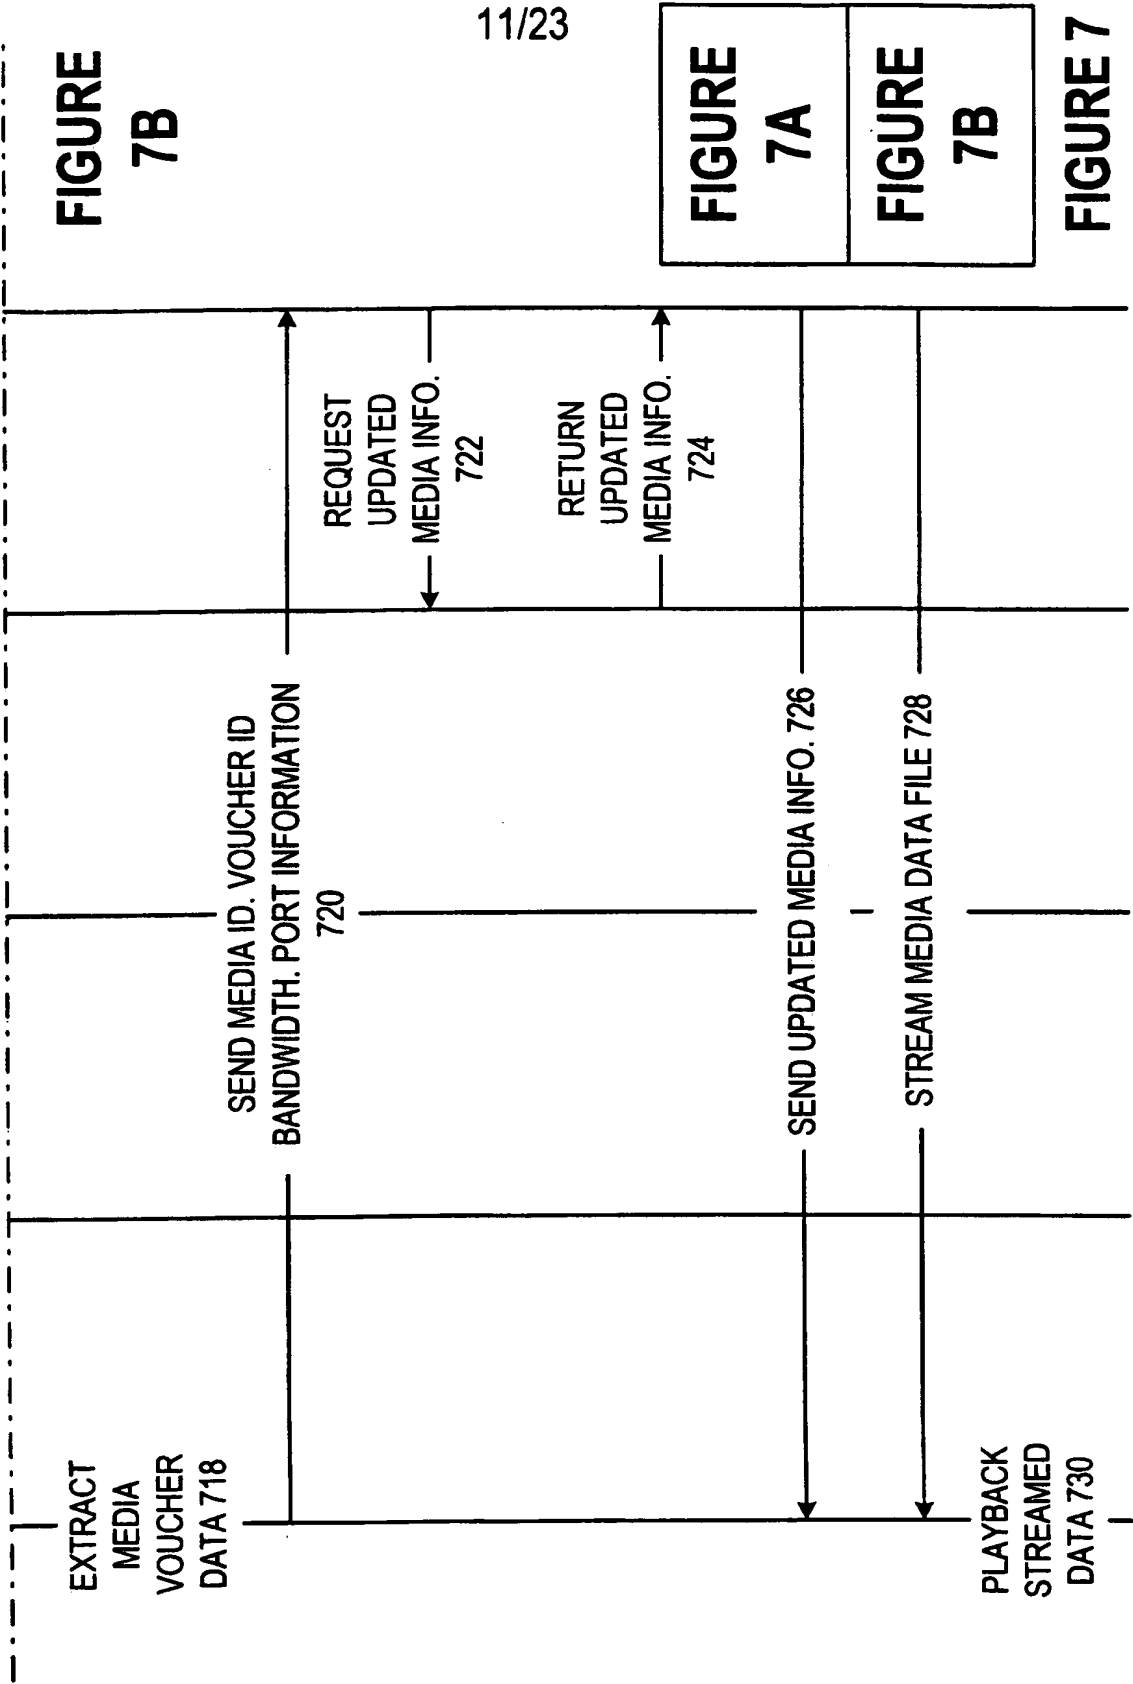 11/23
FIGURE
7B
EXTRACT
MEDIA
VOUCHER
DATA 718
SEND MEDIA ID. VOUCHER ID
BANDWIDTH. PORT INFORMATION
720
REQUEST
UPDATED
MEDIA INFO.
722
RETURN
UPDATED
MEDIA INFO.
724
SEND UPDATED MEDIA INFO. 726
STREAM MEDIA DATA FILE 728
PLAYBACK
STREAMED
DATA 730
FIGURE
7A
FIGURE
7B
FIGURE 7